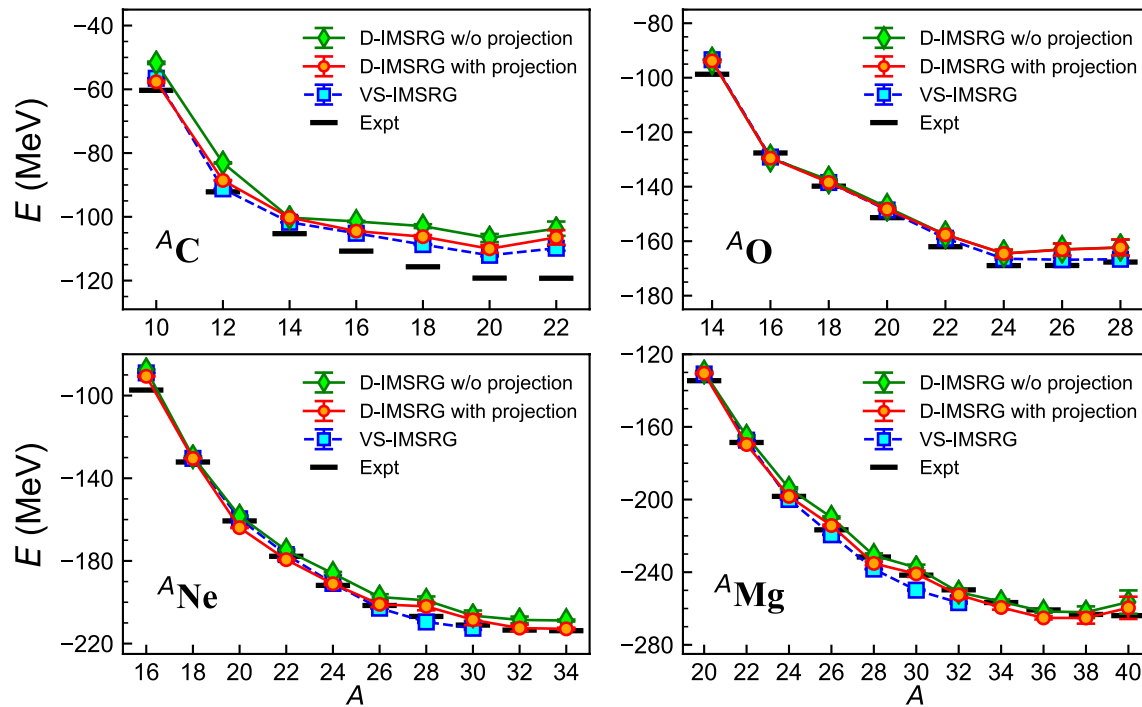 E (MeV)
−40
−60
−80
−100
−120
D-IMSRG w/o projection
D-IMSRG with projection
VS-IMSRG
Expt
AC
10 12 14 16 18 20 22
−80
−100
−120
−140
−160
−180
D-IMSRG w/o projection
D-IMSRG with projection
VS-IMSRG
Expt
AO
14 16 18 20 22 24 26 28
E (MeV)
−100
−140
−180
−220
D-IMSRG w/o projection
D-IMSRG with projection
VS-IMSRG
Expt
ANe
16 18 20 22 24 26 28 30 32 34
A
−120
−160
−200
−240
−280
D-IMSRG w/o projection
D-IMSRG with projection
VS-IMSRG
Expt
AMg
20 22 24 26 28 30 32 34 36 38 40
A